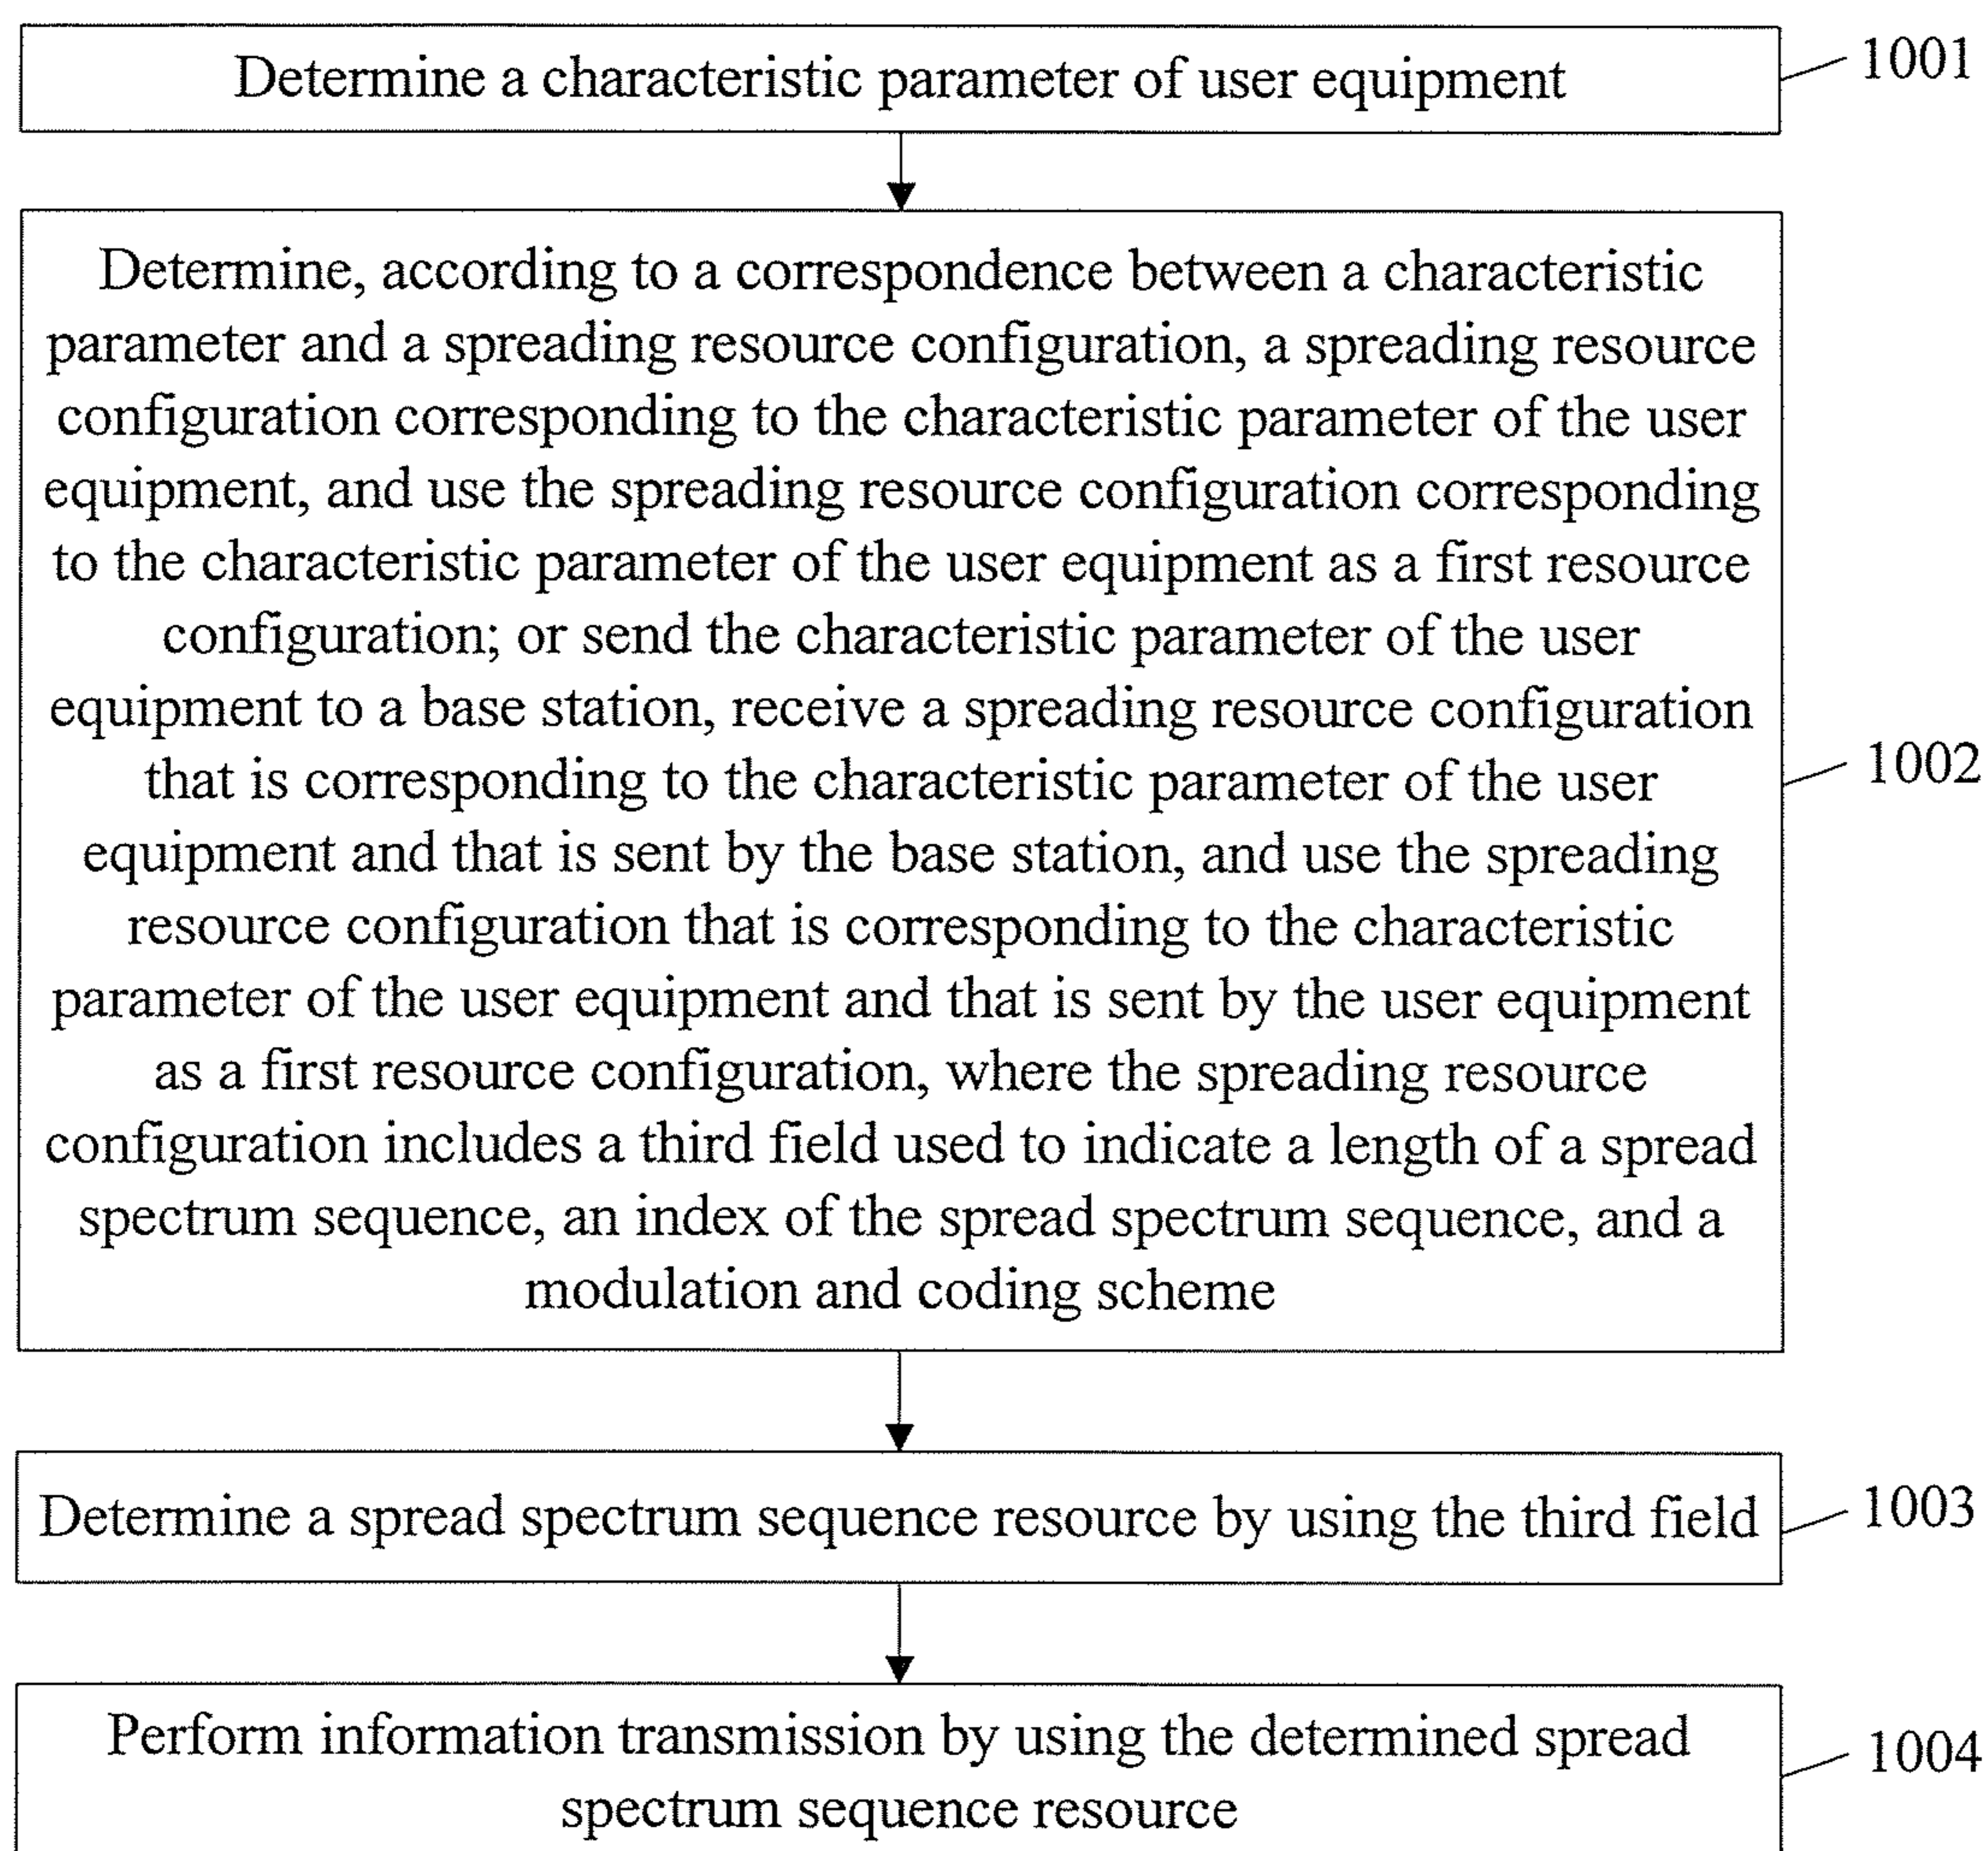 Determine a characteristic parameter of user equipment
1001
Determine, according to a correspondence between a characteristic
parameter and a spreading resource configuration, a spreading resource
configuration corresponding to the characteristic parameter of the user
equipment, and use the spreading resource configuration corresponding
to the characteristic parameter of the user equipment as a first resource
configuration; or send the characteristic parameter of the user
equipment to a base station, receive a spreading resource configuration
that is corresponding to the characteristic parameter of the user
equipment and that is sent by the base station, and use the spreading
resource configuration that is corresponding to the characteristic
parameter of the user equipment and that is sent by the user equipment
as a first resource configuration, where the spreading resource
configuration includes a third field used to indicate a length of a spread
spectrum sequence, an index of the spread spectrum sequence, and a
modulation and coding scheme
1002
Determine a spread spectrum sequence resource by using the third field
1003
Perform information transmission by using the determined spread
spectrum sequence resource
1004